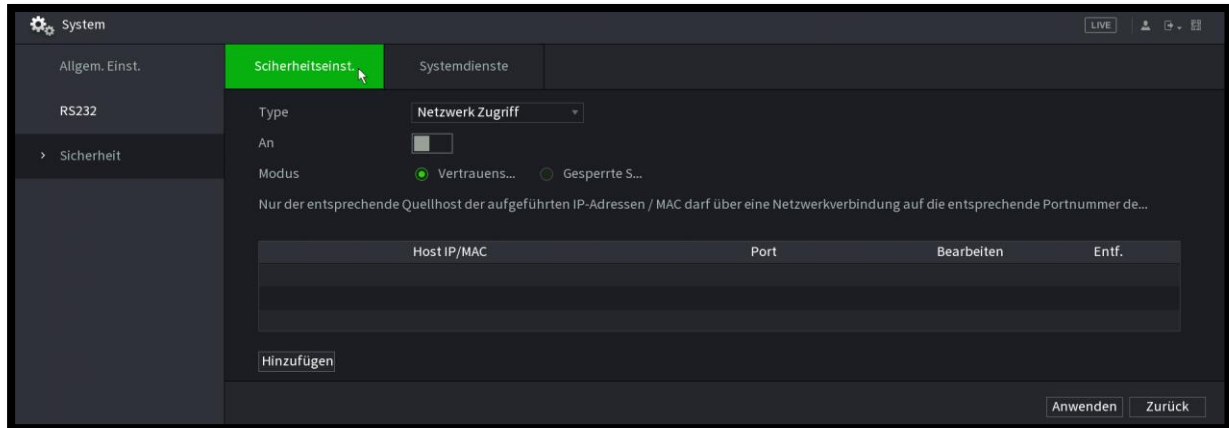 System
LIVE
Allgem. Einst.
Sciherheitseinst.
Systemdienste
RS232
Type
Netzwerk Zugriff
An
> Sicherheit
Modus
Vertrauens...
Gesperrte S...
Nur der entsprechende Quellhost der aufgeführten IP-Adressen / MAC darf über eine Netzwerkverbindung auf die entsprechende Portnummer de...
Host IP/MAC
Port
Bearbeiten
Entf.
Hinzufügen
Anwenden
Zurück